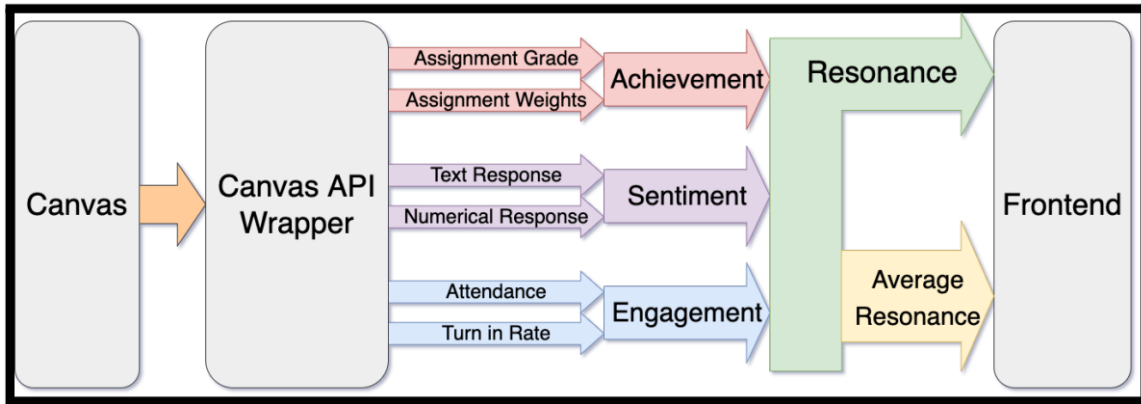 Canvas
Canvas API
Wrapper
Assignment Grade
Assignment Weights
Text Response
Numerical Response
Attendance
Turn in Rate
Achievement
Sentiment
Engagement
Resonance
Average
Resonance
Frontend